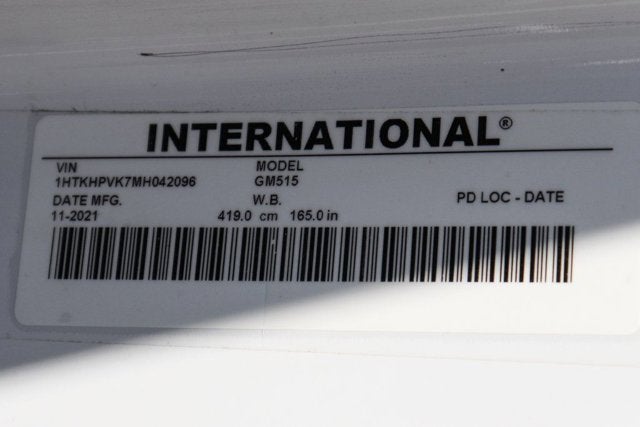 INTERNATIONAL®
VIN MODEL
1HTKHPVK7MH042096 GM515
DATE MFG. W.B. PD LOC - DATE
11-2021 419.0 cm 165.0 in